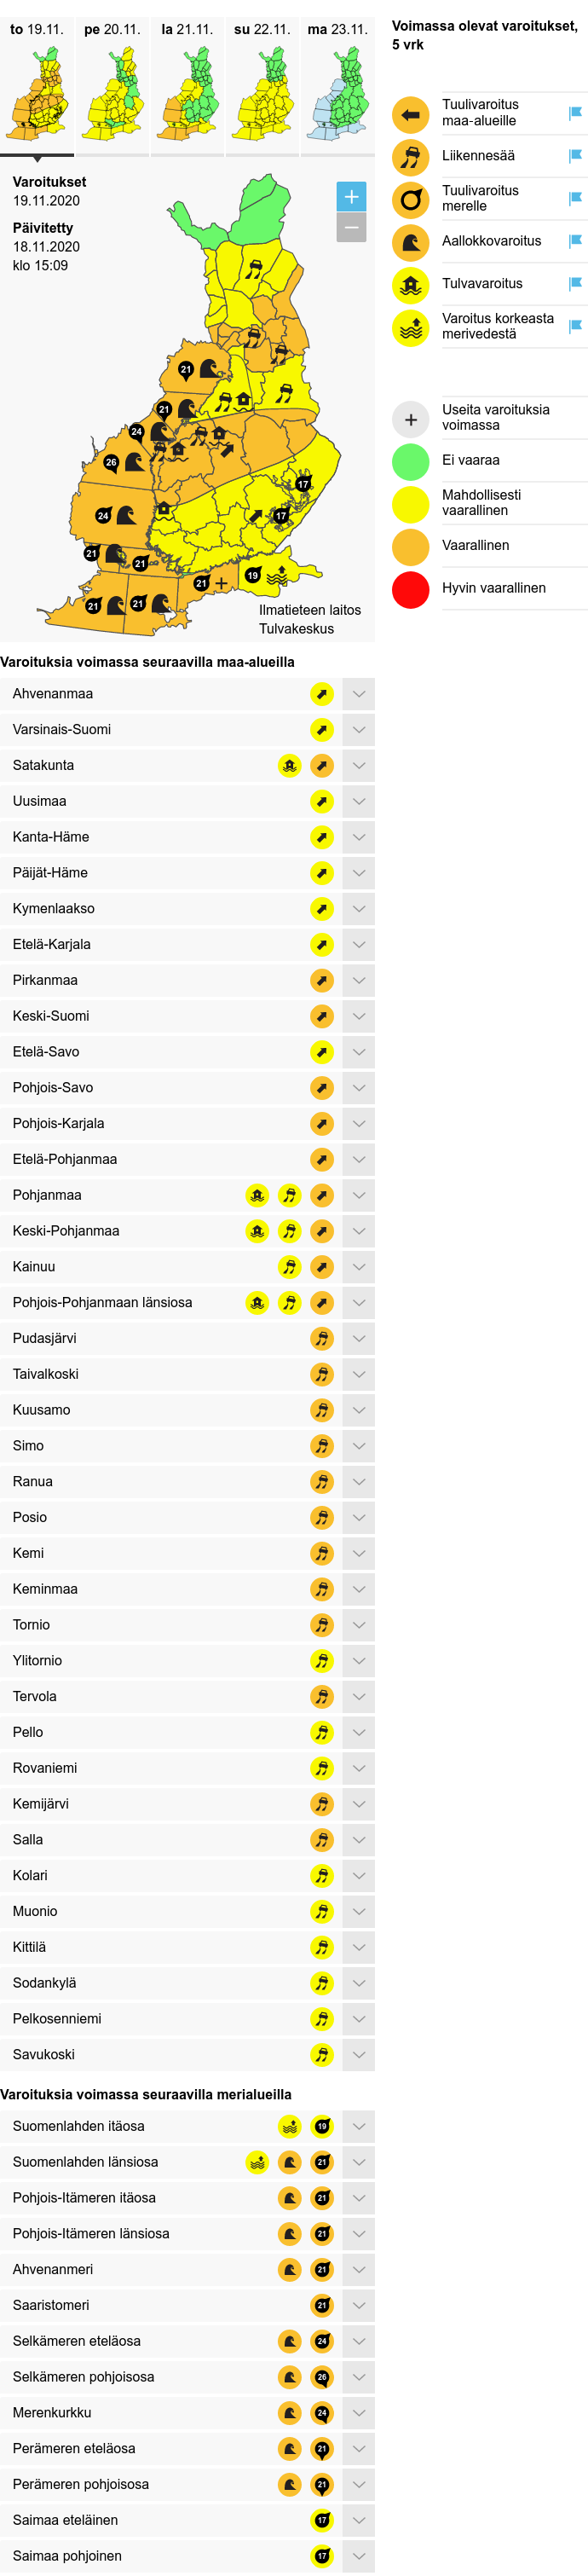 to 19.11.
pe 20.11.
la 21.11.
su 22.11.
ma 23.11.
Varoitukset
19.11.2020
Päivitetty
18.11.2020
klo 15:09
+
−
21
21
24
26
24
21
21
21
21
21
+
19
17
17
Ilmatieteen laitos
Tulvakeskus
Voimassa olevat varoitukset,
5 vrk
Tuulivaroitus
maa-alueille
Liikennesää
Tuulivaroitus
merelle
Aallokkovaroitus
Tulvavaroitus
Varoitus korkeasta
merivedestä
+
Useita varoituksia
voimassa
Ei vaaraa
Mahdollisesti
vaarallinen
Vaarallinen
Hyvin vaarallinen
Varoituksia voimassa seuraavilla maa-alueilla
Ahvenanmaa
Varsinais-Suomi
Satakunta
Uusimaa
Kanta-Häme
Päijät-Häme
Kymenlaakso
Etelä-Karjala
Pirkanmaa
Keski-Suomi
Etelä-Savo
Pohjois-Savo
Pohjois-Karjala
Etelä-Pohjanmaa
Pohjanmaa
Keski-Pohjanmaa
Kainuu
Pohjois-Pohjanmaan länsiosa
Pudasjärvi
Taivalkoski
Kuusamo
Simo
Ranua
Posio
Kemi
Keminmaa
Tornio
Ylitornio
Tervola
Pello
Rovaniemi
Kemijärvi
Salla
Kolari
Muonio
Kittilä
Sodankylä
Pelkosenniemi
Savukoski
Varoituksia voimassa seuraavilla merialueilla
Suomenlahden itäosa 19
Suomenlahden länsiosa 21
Pohjois-Itämeren itäosa 21
Pohjois-Itämeren länsiosa 21
Ahvenanmeri 21
Saaristomeri 21
Selkämeren eteläosa 24
Selkämeren pohjoisosa 26
Merenkurkku 24
Perämeren eteläosa 21
Perämeren pohjoisosa 21
Saimaa eteläinen 17
Saimaa pohjoinen 17